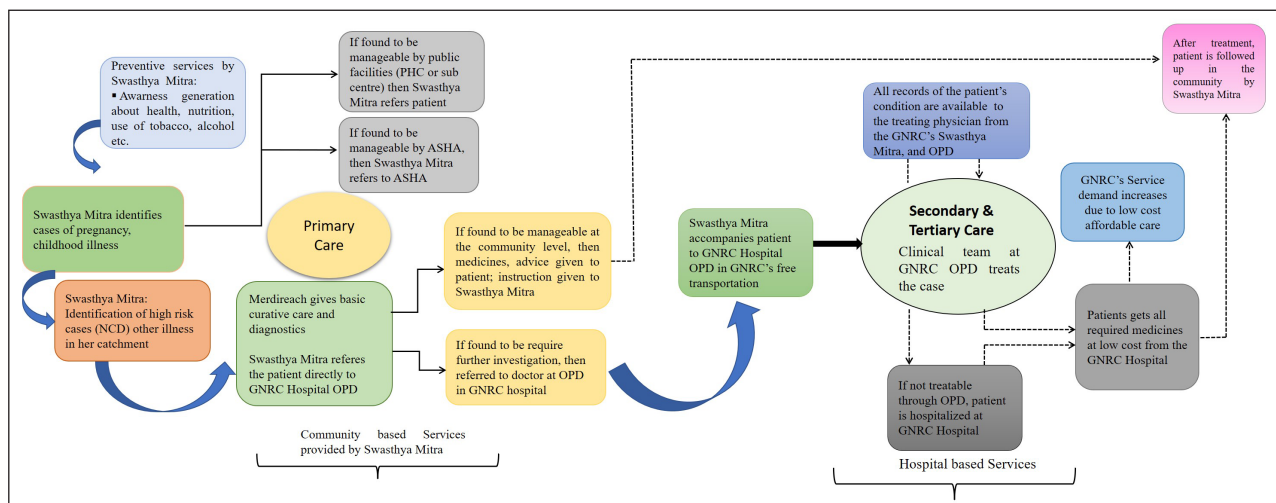 Preventive services by
Swasthya Mitra:
▪ Awarness generation
about health, nutrition,
use of tobacco, alcohol
etc.
Swasthya Mitra identifies
cases of pregnancy,
childhood illness
Swasthya Mitra:
Identification of high risk
cases (NCD) other illness
in her catchment
If found to be
manageable by public
facilities (PHC or sub
centre) then Swasthya
Mitra refers patient
If found to be
manageable by ASHA,
then Swasthya Mitra
refers to ASHA
Primary
Care
Merdireach gives basic
curative care and
diagnostics
Swasthya Mitra referes
the patient directly to
GNRC Hospital OPD
If found to be manageable at
the community level, then
medicines, advice given to
patient; instruction given to
Swasthya Mitra
If found to be require
further investigation, then
referred to doctor at OPD
in GNRC hospital
Community based Services
provided by Swasthya Mitra
Swasthya Mitra
accompanies patient
to GNRC Hospital
OPD in GNRC's free
transportation
All records of the patient's
condition are available to
the treating physician from
the GNRC's Swasthya
Mitra, and OPD
Secondary &
Tertiary Care
Clinical team at
GNRC OPD treats
the case
If not treatable
through OPD, patient
is hospitalized at
GNRC Hospital
Hospital based Services
After treatment,
patient is followed
up in the
community by
Swasthya Mitra
GNRC's Service
demand increases
due to low cost
affordable care
Patients gets all
required medicines
at low cost from the
GNRC Hospital